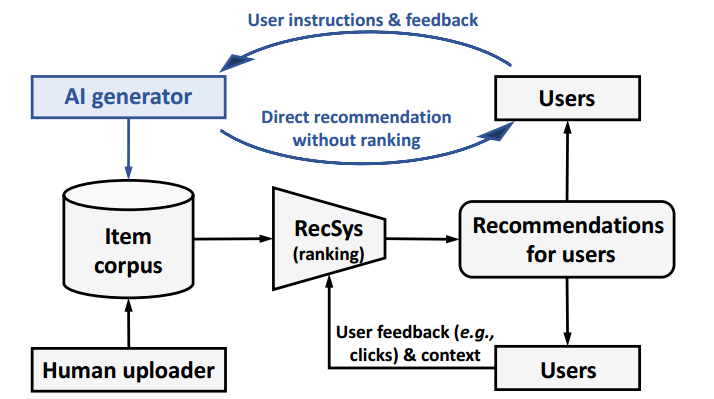 User instructions & feedback
AI generator
Users
Direct recommendation
without ranking
Item
corpus
RecSys
(ranking)
Recommendations
for users
User feedback (e.g.,
clicks) & context
Human uploader
Users